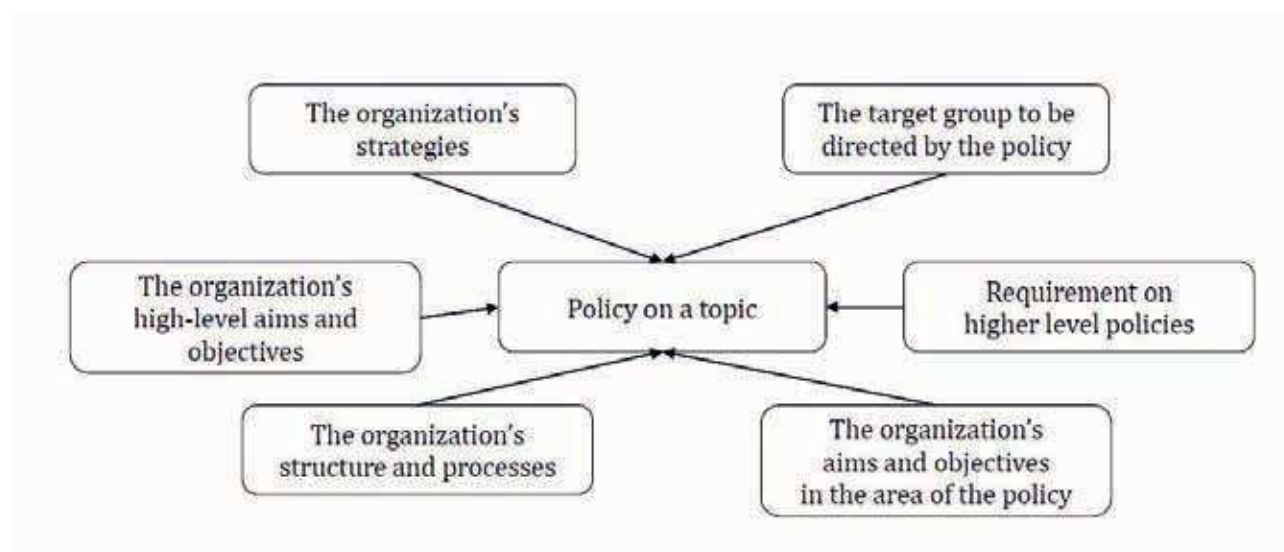 The organization's
strategies
The target group to be
directed by the policy
The organization's
high-level aims and
objectives
Policy on a topic
Requirement on
higher level policies
The organization's
structure and processes
The organization's
aims and objectives
in the area of the policy